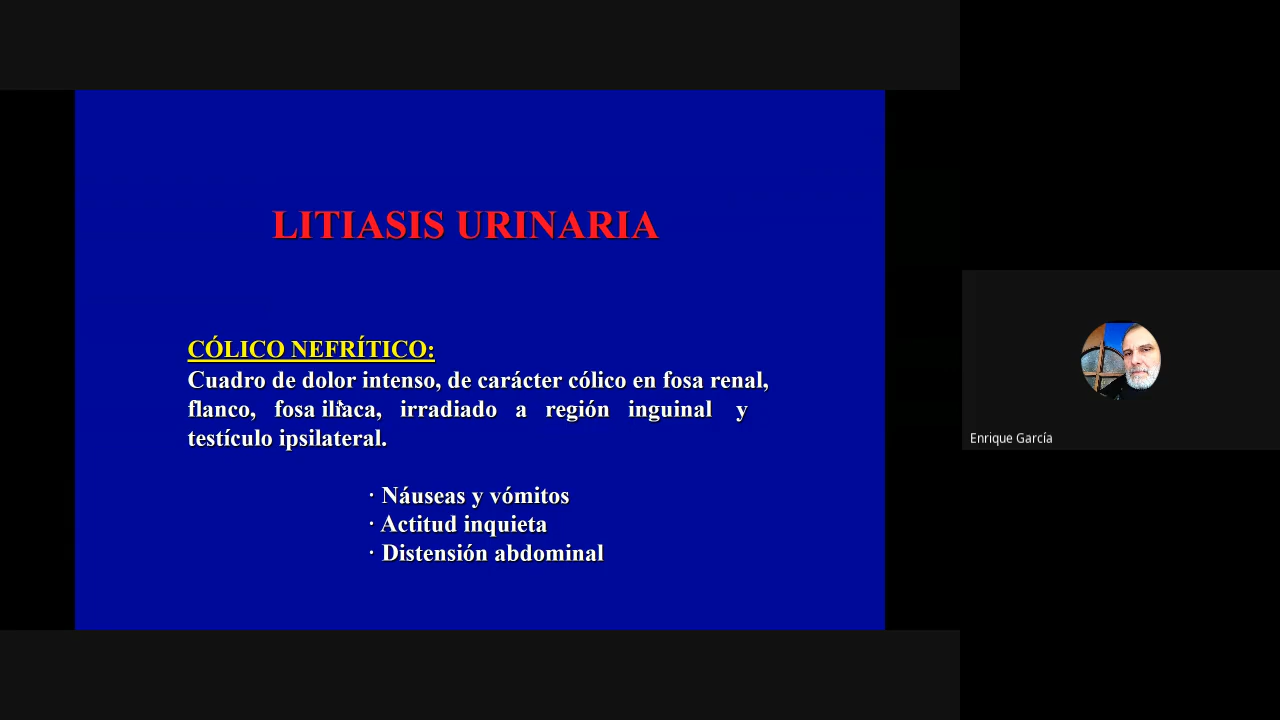 LITIASIS URINARIA
CÓLICO NEFRÍTICO:
Cuadro de dolor intenso, de carácter cólico en fosa renal,
flanco, fosa ilíaca, irradiado a región inguinal y
testículo ipsilateral.
· Náuseas y vómitos
· Actitud inquieta
· Distensión abdominal
Enrique García